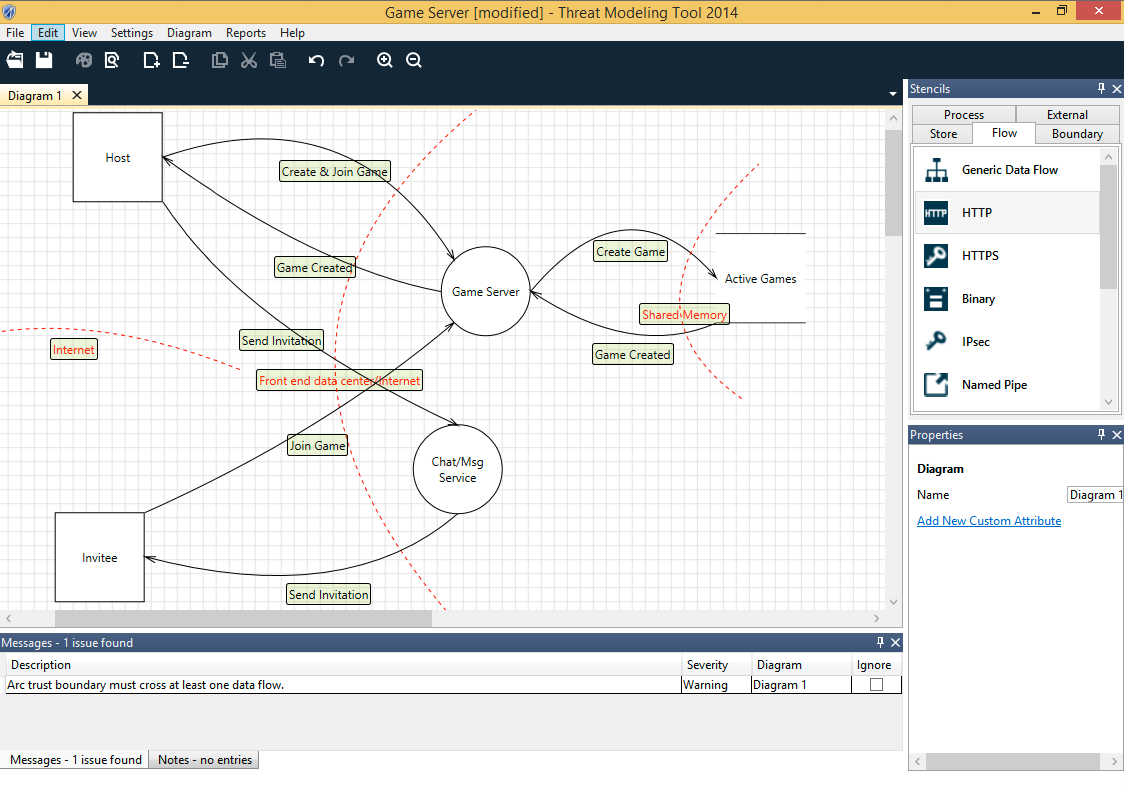 Game Server [modified] - Threat Modeling Tool 2014
File Edit View Settings Diagram Reports Help
Diagram 1
Host
Create & Join Game
Game Created
Game Server
Create Game
Active Games
Shared Memory
Game Created
Internet
Send Invitation
Front end data center/Internet
Join Game
Chat/Msg
Service
Invitee
Send Invitation
Stencils
Process External
Store Flow Boundary
Generic Data Flow
HTTP
HTTP
HTTPS
Binary
IPsec
Named Pipe
Properties
Diagram
Name Diagram 1
Add New Custom Attribute
Messages - 1 issue found
Description Severity Diagram Ignore
Arc trust boundary must cross at least one data flow. Warning Diagram 1
Messages - 1 issue found Notes - no entries